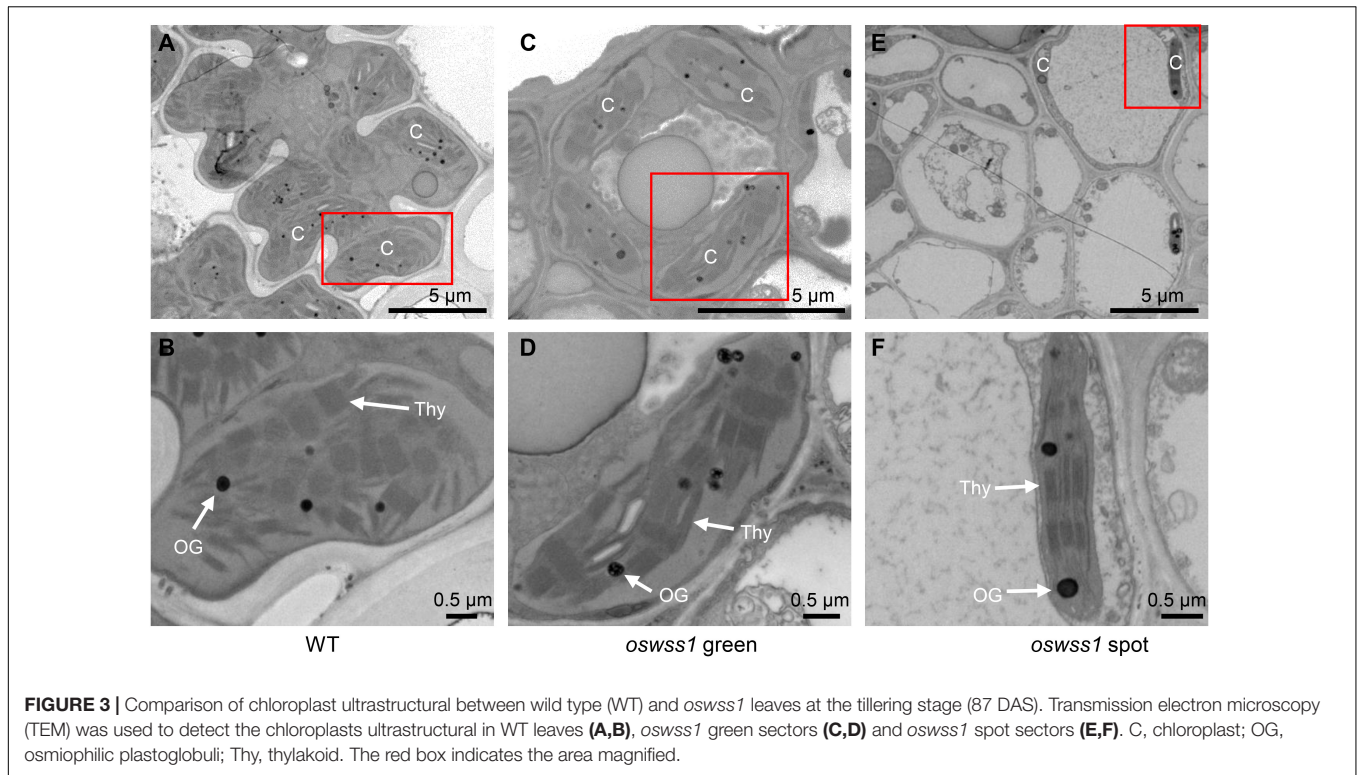 A
C
C
C
5 µm
C
C
C
C
5 µm
E
C
C
5 µm
B
Thy
OG
0.5 µm
D
Thy
OG
0.5 µm
F
Thy
OG
0.5 µm
WT
oswss1 green
oswss1 spot
FIGURE 3 | Comparison of chloroplast ultrastructural between wild type (WT) and oswss1 leaves at the tillering stage (87 DAS). Transmission electron microscopy
(TEM) was used to detect the chloroplasts ultrastructural in WT leaves (A,B), oswss1 green sectors (C,D) and oswss1 spot sectors (E,F). C, chloroplast; OG,
osmiophilic plastoglobuli; Thy, thylakoid. The red box indicates the area magnified.